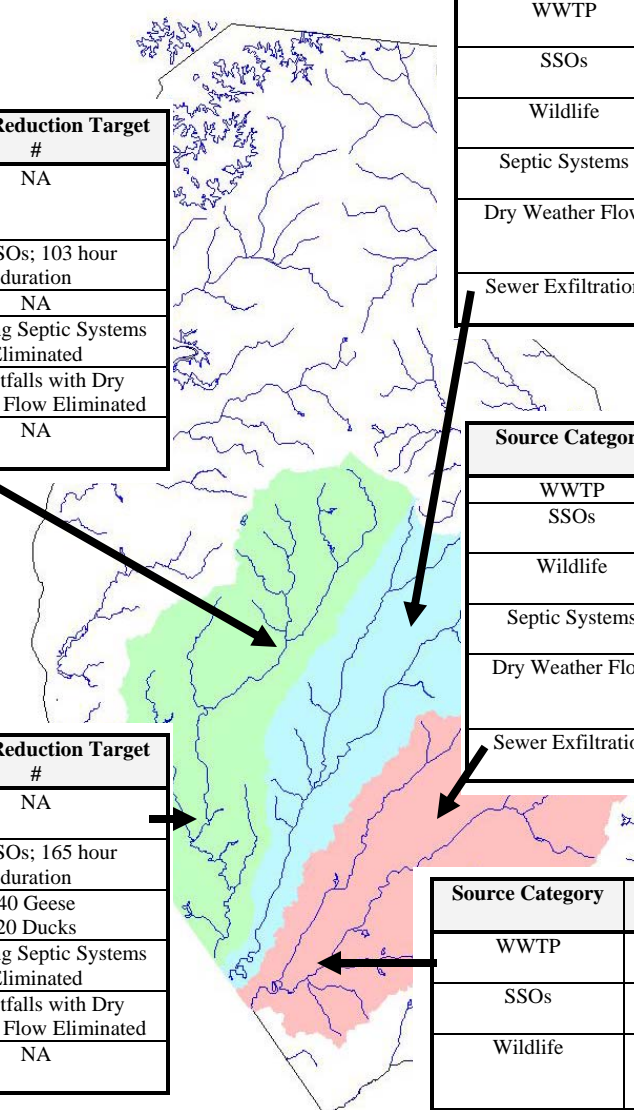 WWTP
SSOs
Wildlife
Septic Systems
Dry Weather Flow
Sewer Exfiltration
Reduction Target
#
NA
SOs; 103 hour
duration
NA
g Septic Systems
Eliminated
tfalls with Dry
Flow Eliminated
NA
Source Categor
WWTP
SSOs
Wildlife
Septic Systems
Dry Weather Flo
Sewer Exfiltratio
Reduction Target
#
NA
SOs; 165 hour
duration
40 Geese
20 Ducks
g Septic Systems
Eliminated
tfalls with Dry
Flow Eliminated
NA
Source Category
WWTP
SSOs
Wildlife